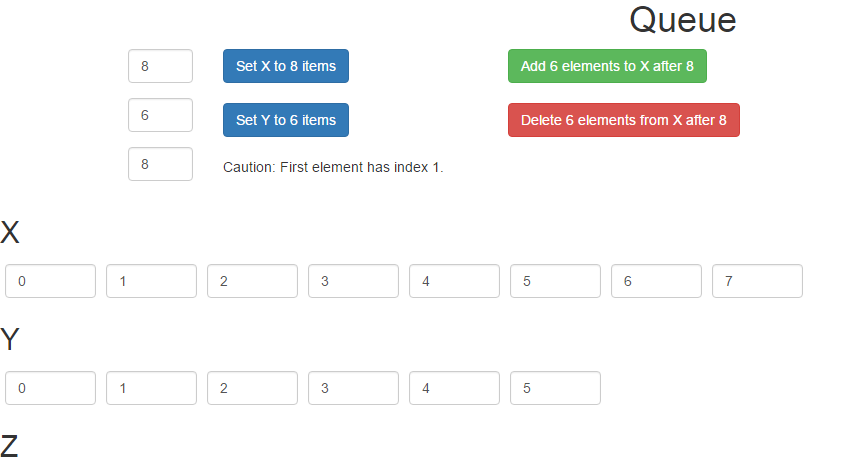 Queue
8 Set X to 8 items Add 6 elements to X after 8
6 Set Y to 6 items Delete 6 elements from X after 8
8 Caution: First element has index 1.
X
0 1 2 3 4 5 6 7
Y
0 1 2 3 4 5
Z